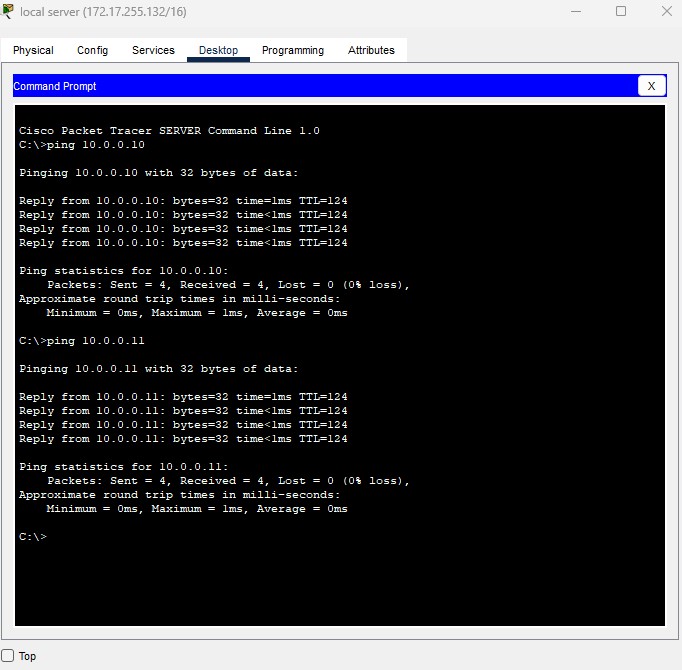 local server (172.17.255.132/16)
Physical Config Services Desktop Programming Attributes
Command Prompt X
Cisco Packet Tracer SERVER Command Line 1.0
C:\>ping 10.0.0.10
Pinging 10.0.0.10 with 32 bytes of data:
Reply from 10.0.0.10: bytes=32 time=1ms TTL=124
Reply from 10.0.0.10: bytes=32 time<1ms TTL=124
Reply from 10.0.0.10: bytes=32 time<1ms TTL=124
Reply from 10.0.0.10: bytes=32 time<1ms TTL=124
Ping statistics for 10.0.0.10:
Packets: Sent = 4, Received = 4, Lost = 0 (0% loss),
Approximate round trip times in milli-seconds:
Minimum = 0ms, Maximum = 1ms, Average = 0ms
C:\>ping 10.0.0.11
Pinging 10.0.0.11 with 32 bytes of data:
Reply from 10.0.0.11: bytes=32 time=1ms TTL=124
Reply from 10.0.0.11: bytes=32 time<1ms TTL=124
Reply from 10.0.0.11: bytes=32 time<1ms TTL=124
Reply from 10.0.0.11: bytes=32 time<1ms TTL=124
Ping statistics for 10.0.0.11:
Packets: Sent = 4, Received = 4, Lost = 0 (0% loss),
Approximate round trip times in milli-seconds:
Minimum = 0ms, Maximum = 1ms, Average = 0ms
C:\>
Top